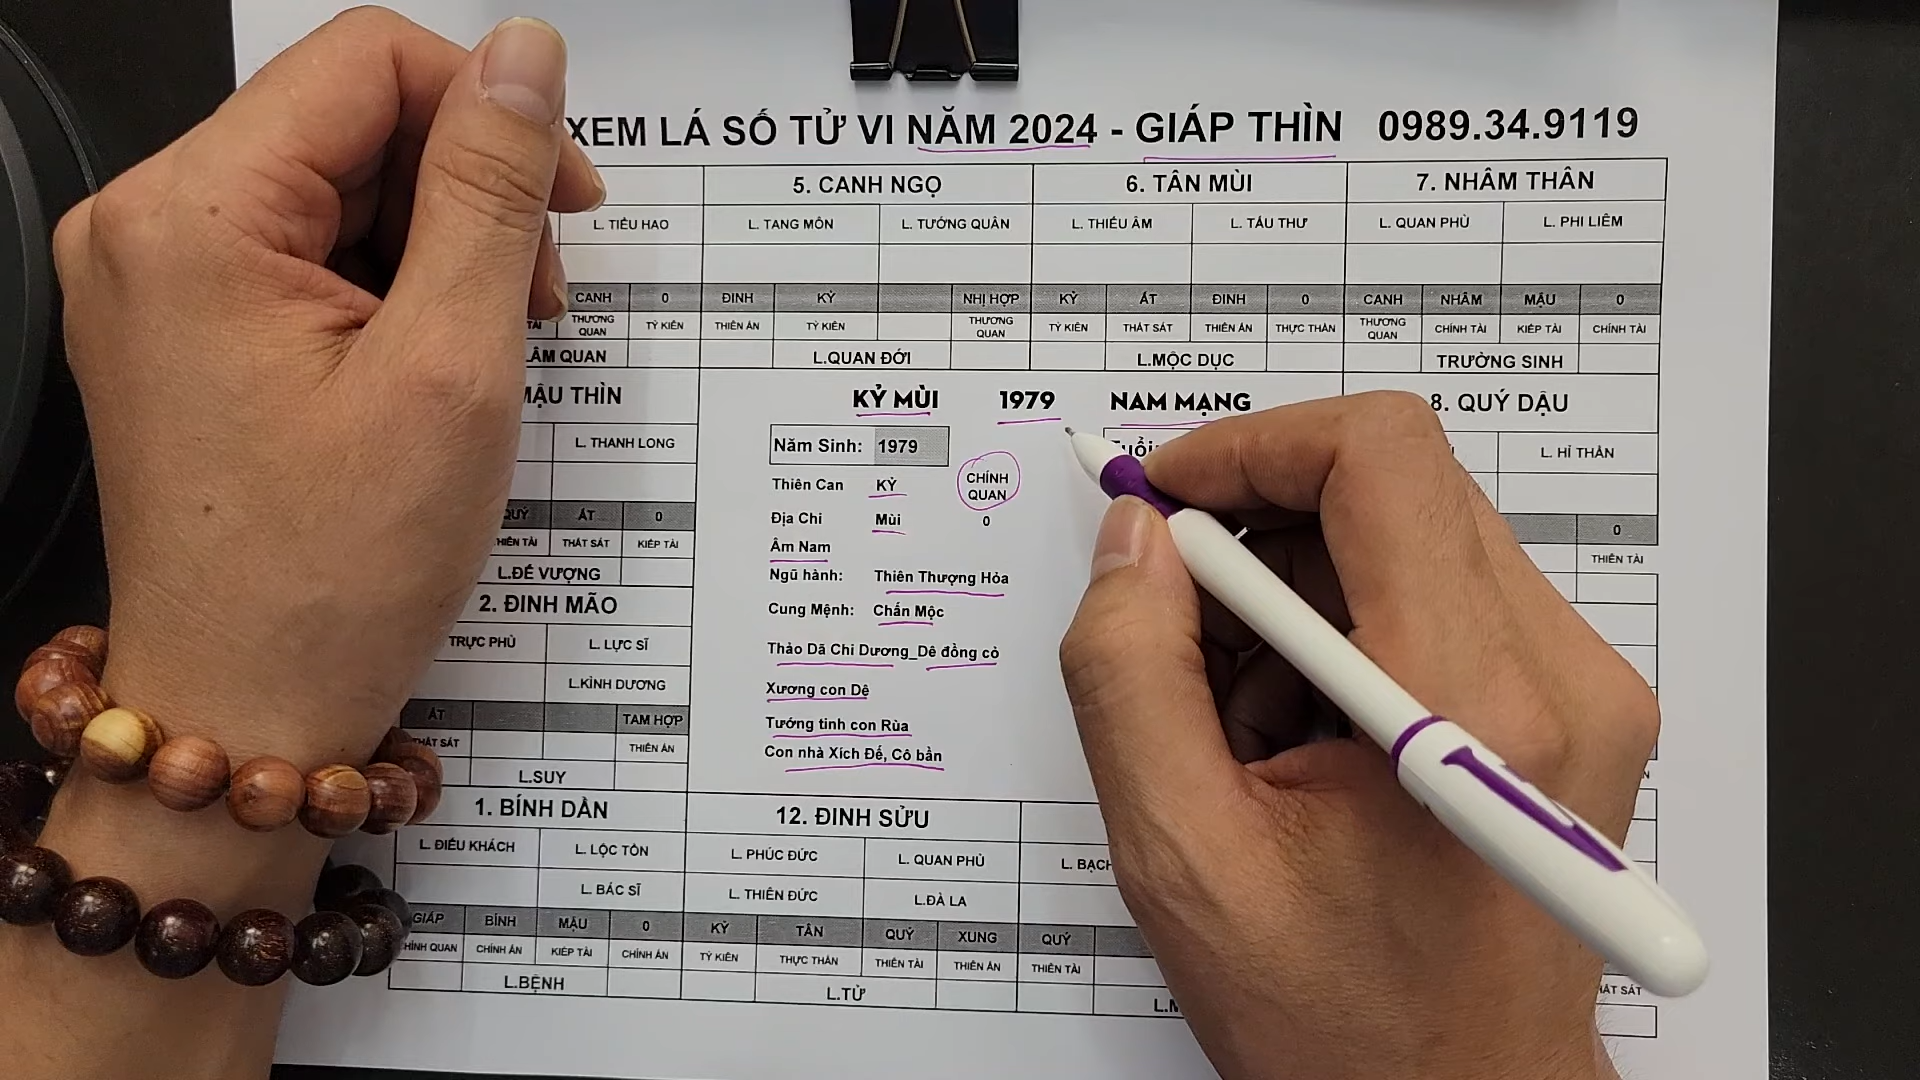 XEM LÁ SỐ TỬ VI NĂM 2024 - GIÁP THÌN 0989.34.9119
5. CANH NGỌ 6. TÂN MÙI 7. NHÂM THÂN
L. TIỂU HAO L. TANG MÔN L. TƯỚNG QUÂN L. THIẾU ÂM L. TẤU THƯ L. QUAN PHÙ L. PHI LIÊM
CANH 0 ĐINH KỶ NHỊ HỢP KỶ ẤT ĐINH 0 CANH NHÂM MẬU 0
THƯƠNG QUAN TỲ KIÊN THIÊN ẤN TỲ KIÊN THƯƠNG QUAN TỲ KIÊN THẤT SÁT THIÊN ẤN THỰC THẦN THƯƠNG QUAN CHÍNH TÀI KIẾP TÀI CHÍNH TÀI
LÂM QUAN L.QUAN ĐỚI L.MỘC DỤC TRƯỜNG SINH
MẬU THÌN KỶ MÙI 1979 NAM MẠNG 8. QUÝ DẬU
L. THANH LONG Năm Sinh: 1979 Tuổi L. HỈ THẦN
Thiên Can KỶ CHÍNH QUAN
QUÝ ẤT 0 Địa Chi Mùi 0 0
THIÊN TÀI THẤT SÁT KIẾP TÀI Âm Nam THIÊN TÀI
L.ĐẾ VƯỢNG Ngũ hành: Thiên Thượng Hỏa
2. ĐINH MÃO Cung Mệnh: Chấn Mộc
TRỰC PHÙ L. LỰC SĨ Thảo Dã Chi Dương_Dê đồng cỏ
L.KÌNH DƯƠNG Xương con Dê
ẤT TAM HỢP Tướng tinh con Rùa
THẤT SÁT THIÊN ẤN Con nhà Xích Đế, Cô bần
L.SUY
1. BÍNH DẦN 12. ĐINH SỬU
L. ĐIẾU KHÁCH L. LỘC TỒN L. PHÚC ĐỨC L. QUAN PHÙ L. BẠCH
L. BÁC SĨ L. THIÊN ĐỨC L.ĐÀ LA
GIÁP BÍNH MẬU 0 KỶ TÂN QUÝ XUNG QUÝ
CHÍNH QUAN CHÍNH ẤN KIẾP TÀI CHÍNH ẤN TỲ KIÊN THỰC THẦN THIÊN TÀI THIÊN ẤN THIÊN TÀI THẤT SÁT
L.BỆNH L.TỬ L.M